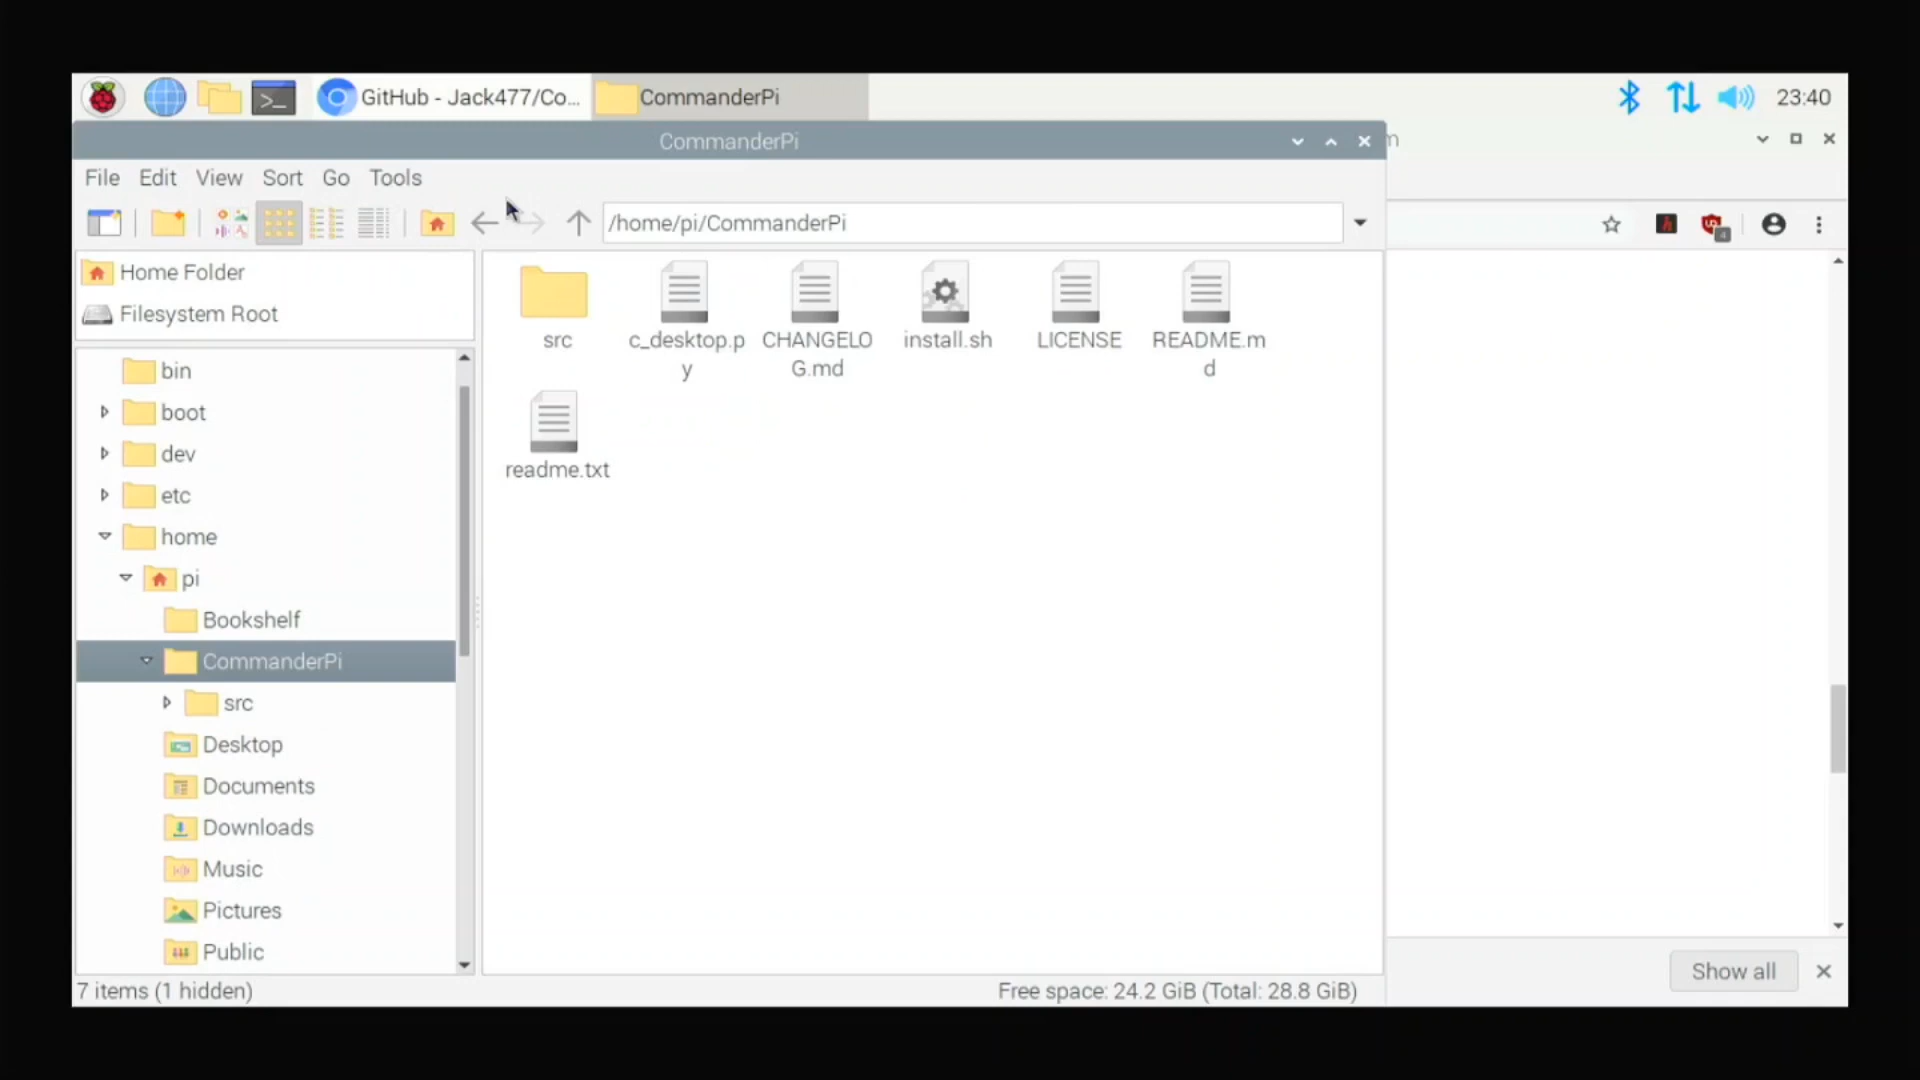 GitHub - Jack477/Co...
CommanderPi
23:40
CommanderPi
m
File Edit View Sort Go Tools
/home/pi/CommanderPi
4
Home Folder
Filesystem Root
bin
boot
dev
etc
home
pi
Bookshelf
CommanderPi
src
Desktop
Documents
Downloads
Music
Pictures
Public
src
c_desktop.p
y
CHANGELO
G.md
install.sh
LICENSE
README.m
d
readme.txt
7 items (1 hidden)
Free space: 24.2 GiB (Total: 28.8 GiB)
Show all